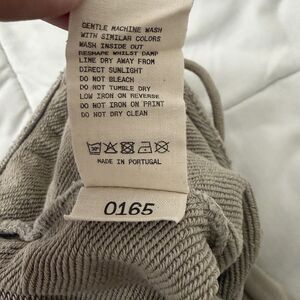 GENTLE MACHINE WASH
WITH SIMILAR COLORS
WASH INSIDE OUT
RESHAPE WHILST DAMP
LINE DRY AWAY FROM
DIRECT SUNLIGHT
DO NOT BLEACH
DO NOT TUMBLE DRY
LOW IRON ON REVERSE
DO NOT IRON ON PRINT
DO NOT DRY CLEAN
MADE IN PORTUGAL
0165